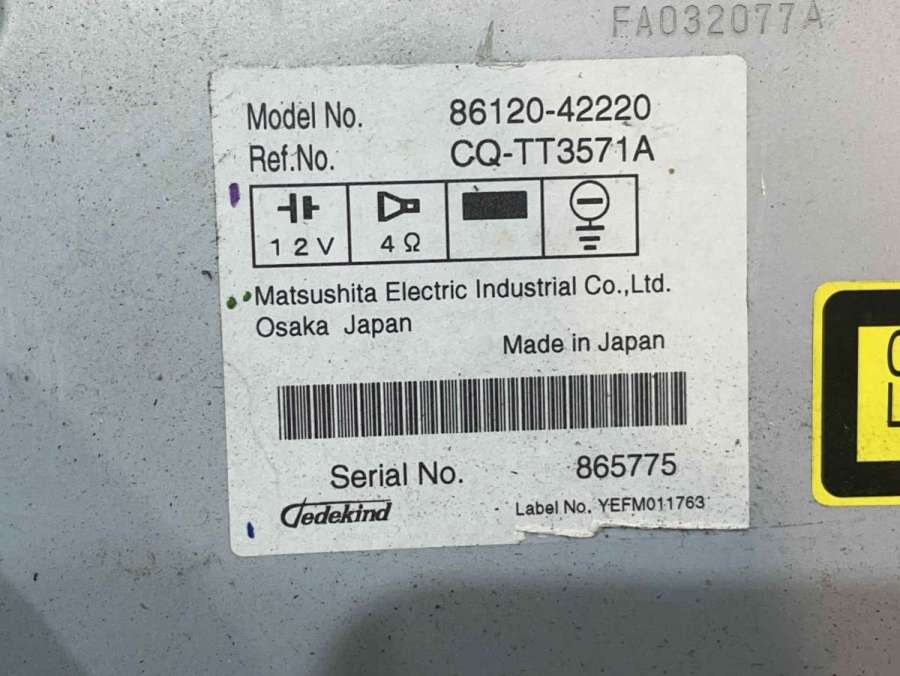 FA032077A
Model No. 86120-42220
Ref.No. CQ-TT3571A
12V 4Ω
Matsushita Electric Industrial Co.,Ltd.
Osaka Japan
Made in Japan
Serial No. 865775
Gedekind
Label No. YEFM011763